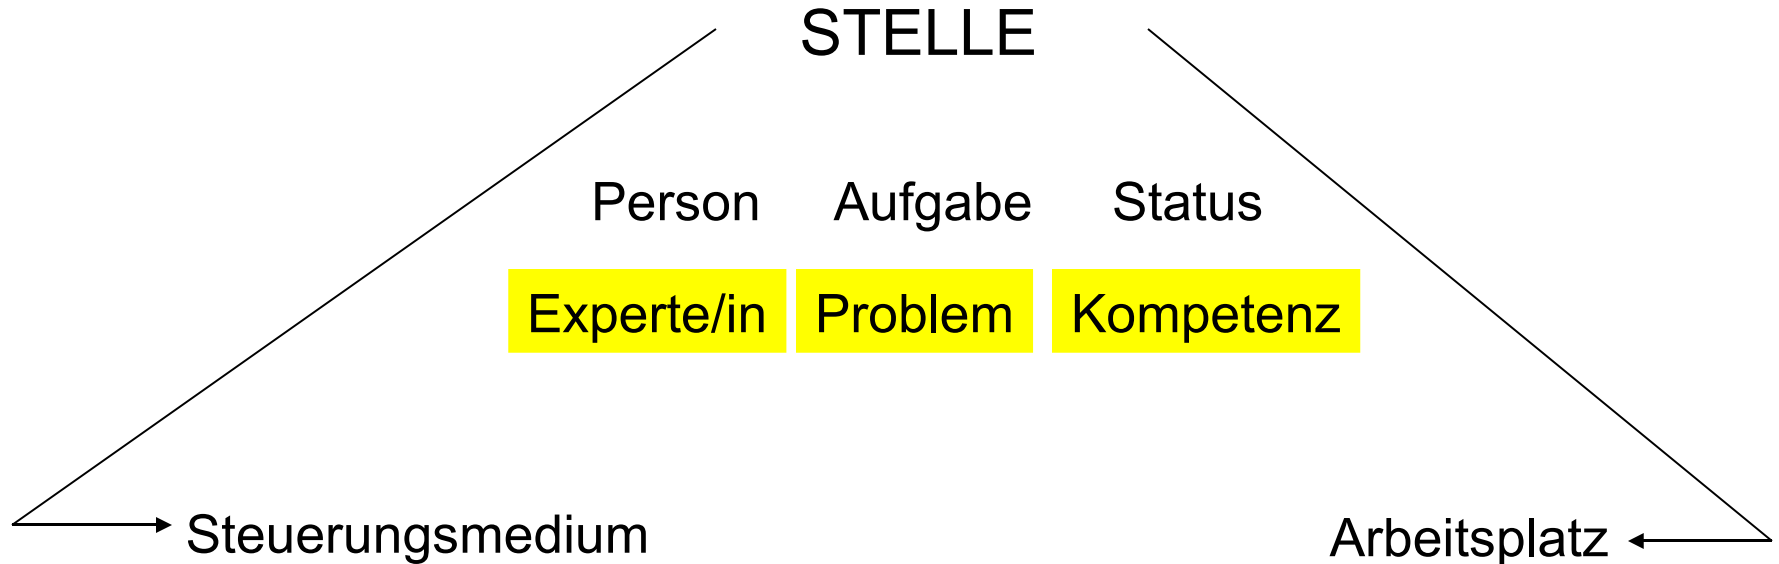 STELLE
Person Aufgabe Status
Experte/in Problem Kompetenz
Steuerungsmedium Arbeitsplatz